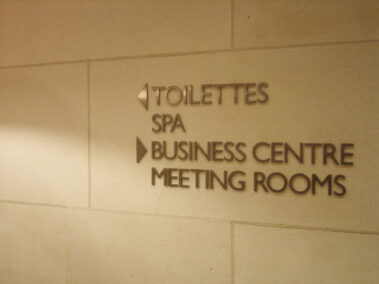 TOILETTES
SPA
BUSINESS CENTRE
MEETING ROOMS